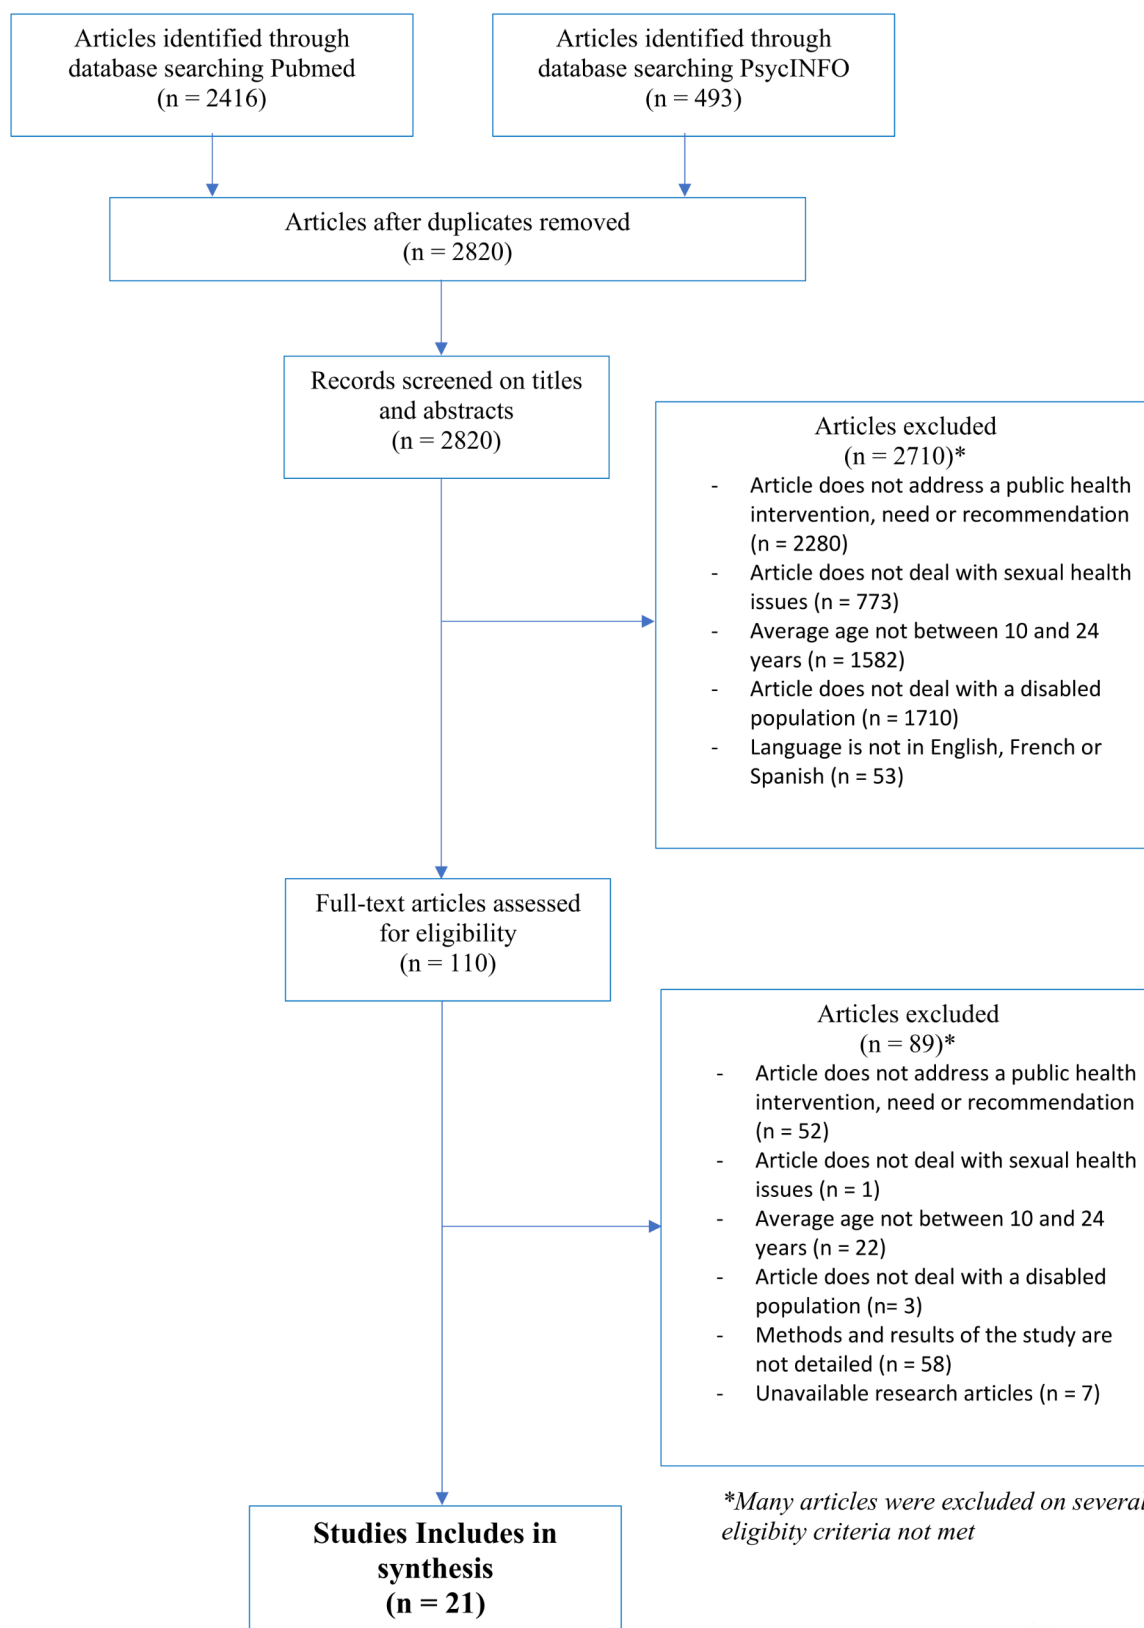 Articles identified through
database searching Pubmed
(n = 2416)
Articles identified through
database searching PsycINFO
(n = 493)
Articles after duplicates removed
(n = 2820)
Records screened on titles
and abstracts
(n = 2820)
Articles excluded
(n = 2710)*
- Article does not address a public health
intervention, need or recommendation
(n = 2280)
- Article does not deal with sexual health
issues (n = 773)
- Average age not between 10 and 24
years (n = 1582)
- Article does not deal with a disabled
population (n = 1710)
- Language is not in English, French or
Spanish (n = 53)
Full-text articles assessed
for eligibility
(n = 110)
Articles excluded
(n = 89)*
- Article does not address a public health
intervention, need or recommendation
(n = 52)
- Article does not deal with sexual health
issues (n = 1)
- Average age not between 10 and 24
years (n = 22)
- Article does not deal with a disabled
population (n= 3)
- Methods and results of the study are
not detailed (n = 58)
- Unavailable research articles (n = 7)
*Many articles were excluded on several
eligibity criteria not met
Studies Includes in
synthesis
(n = 21)